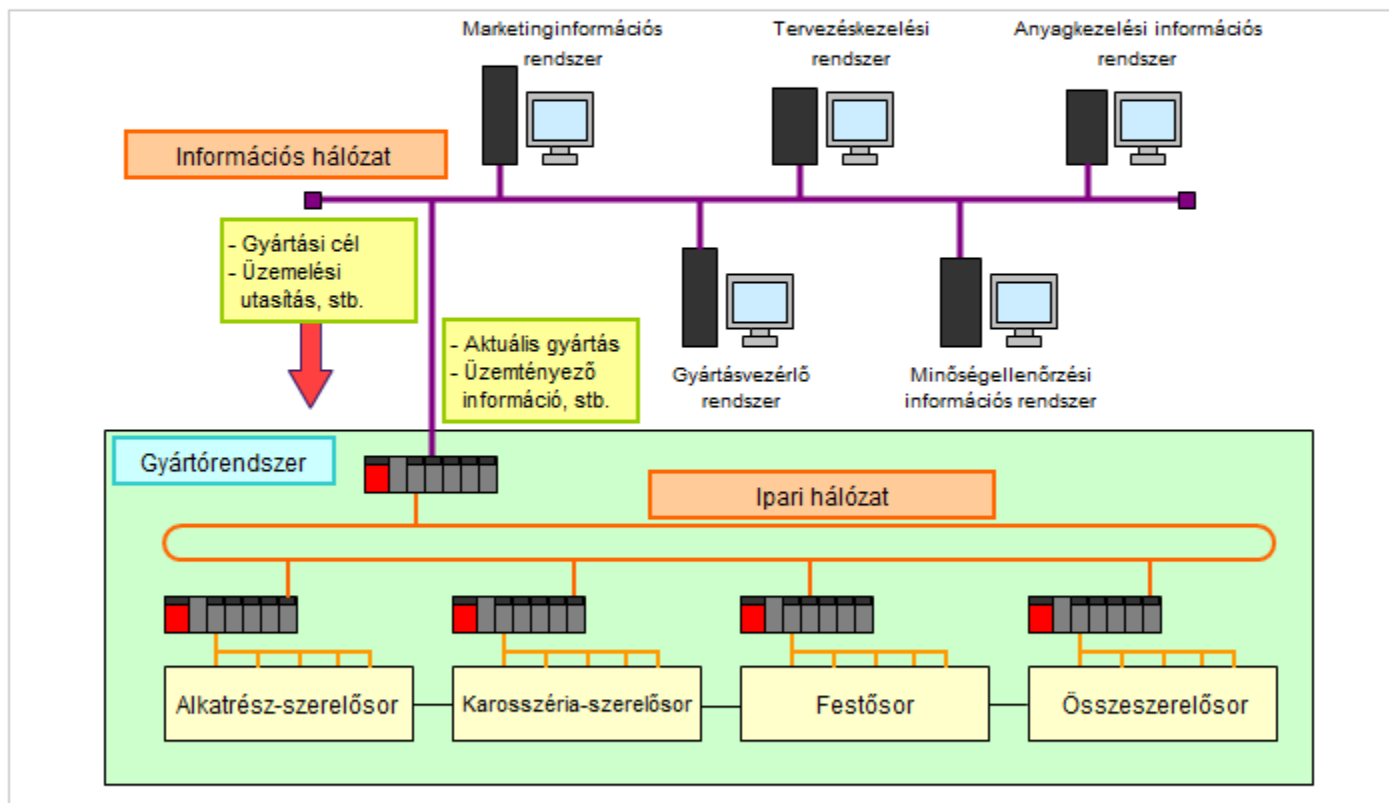 Marketinginformációs
rendszer
Tervezéskezelési
rendszer
Anyagkezelési információs
rendszer
Információs hálózat
- Gyártási cél
- Üzemelési
utasítás, stb.
- Aktuális gyártás
- Üzemtényező
információ, stb.
Gyártásvezérlő
rendszer
Minőségellenőrzési
információs rendszer
Gyártórendszer
Ipari hálózat
Alkatrész-szerelősor
Karosszéria-szerelősor
Festősor
Összeszerelősor